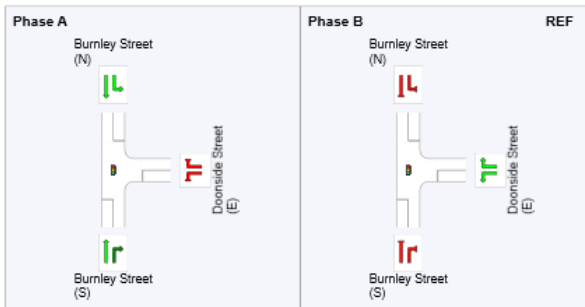 Phase A
Burnley Street
(N)
Doonside Street
(E)
Burnley Street
(S)
Phase B
REF
Burnley Street
(N)
Doonside Street
(E)
Burnley Street
(S)